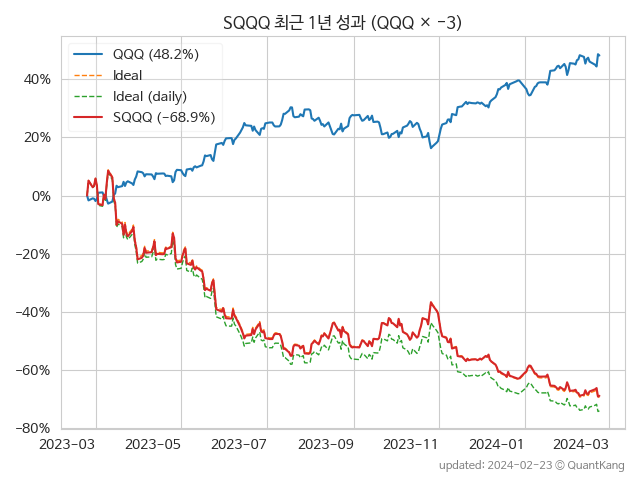 SQQQ 최근 1년 성과 (QQQ × −3)
QQQ (48.2%)
Ideal
Ideal (daily)
SQQQ (−68.9%)
40%
20%
0%
−20%
−40%
−60%
−80%
2023-03 2023-05 2023-07 2023-09 2023-11 2024-01 2024-03
updated: 2024-02-23 © QuantKang